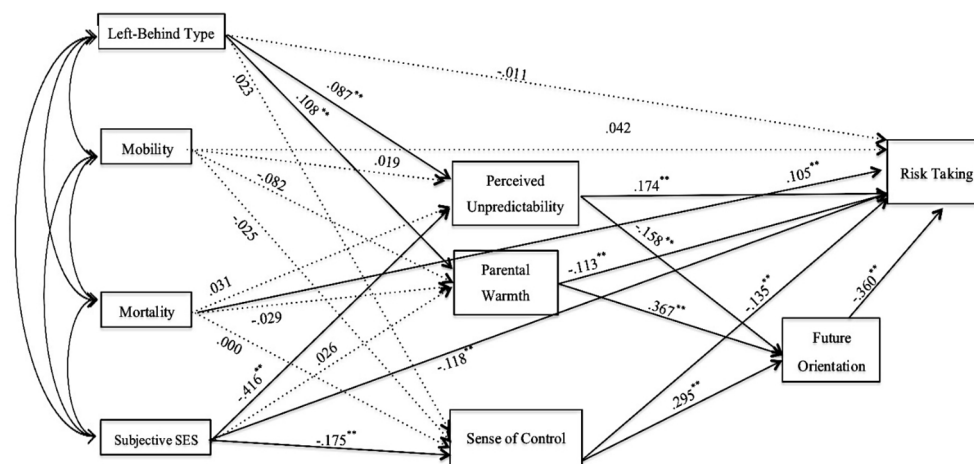 Left-Behind Type
-.011
.023
.087**
.108**
.042
Mobility
.019
-.082
-.025
Perceived
Unpredictability
.174**
.105**
Risk Taking
-.158**
.031
Parental
Warmth
-.113**
-.135**
-.360**
Mortality
-.029
.367**
.000
.026
-.118**
Future
Orientation
-.416**
.295**
Subjective SES
-.175**
Sense of Control